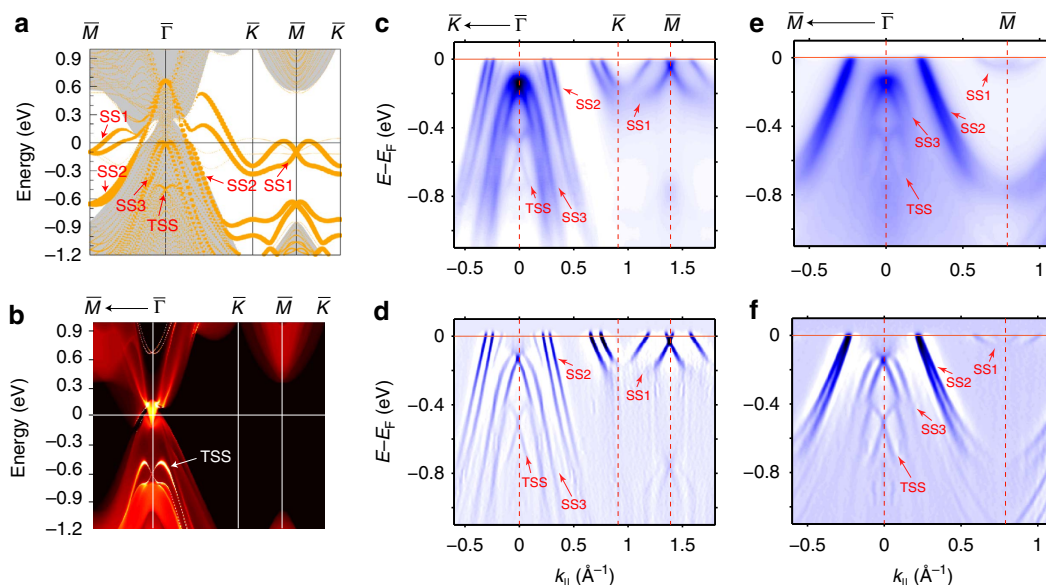 a
M̅ Γ̅ K̅ M̅ K̅
Energy (eV)
0.9
0.6
0.3
0
−0.3
−0.6
−0.9
−1.2
SS1
SS2
SS3
TSS
SS2
SS1
b
M̅ ← Γ̅ K̅ M̅ K̅
Energy (eV)
0.9
0.6
0.3
0
−0.3
−0.5
−0.6
−0.9
−1.2
TSS
c
K̅ ← Γ̅ K̅ M̅
E−E_F (eV)
0
−0.4
−0.8
SS2
SS1
TSS
SS3
−0.5 0 0.5 1 1.5
d
E−E_F (eV)
0
−0.4
−0.8
SS2
SS1
TSS
SS3
−0.5 0 0.5 1 1.5
k_|| (Å⁻¹)
e
M̅ ← Γ̅ M̅
0
−0.4
−0.8
SS1
SS2
SS3
TSS
−0.5 0 0.5 1
f
0
−0.4
−0.8
SS1
SS2
SS3
TSS
−0.5 0 0.5 1
k_|| (Å⁻¹)